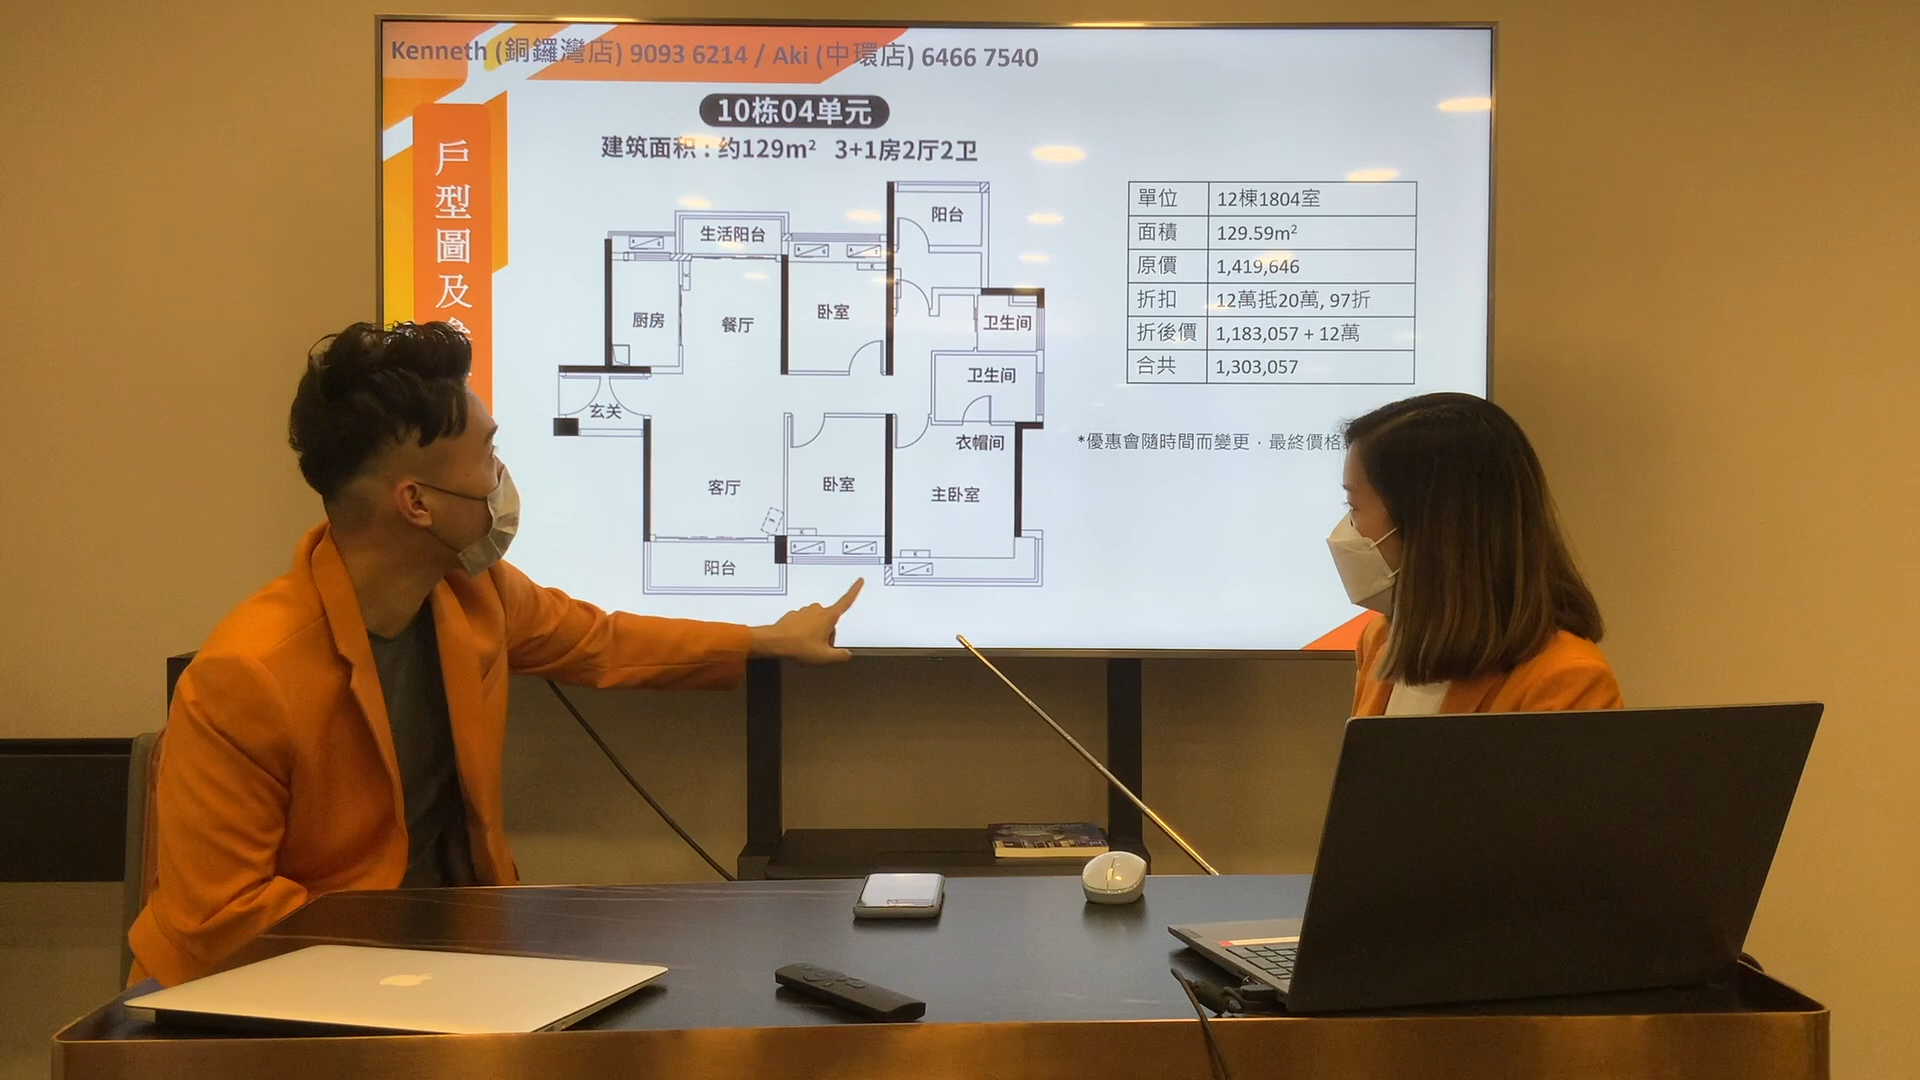 Kenneth (銅鑼灣店) 9093 6214 / Aki (中環店) 6466 7540
戶型圖及
10栋04单元
建筑面积：约129m² 3+1房2厅2卫
阳台
生活阳台
厨房
餐厅
卧室
卫生间
卫生间
玄关
衣帽间
客厅
卧室
主卧室
阳台
單位 12棟1804室
面積 129.59m²
原價 1,419,646
折扣 12萬抵20萬, 97折
折後價 1,183,057 + 12萬
合共 1,303,057
*優惠會隨時間而變更，最終價格